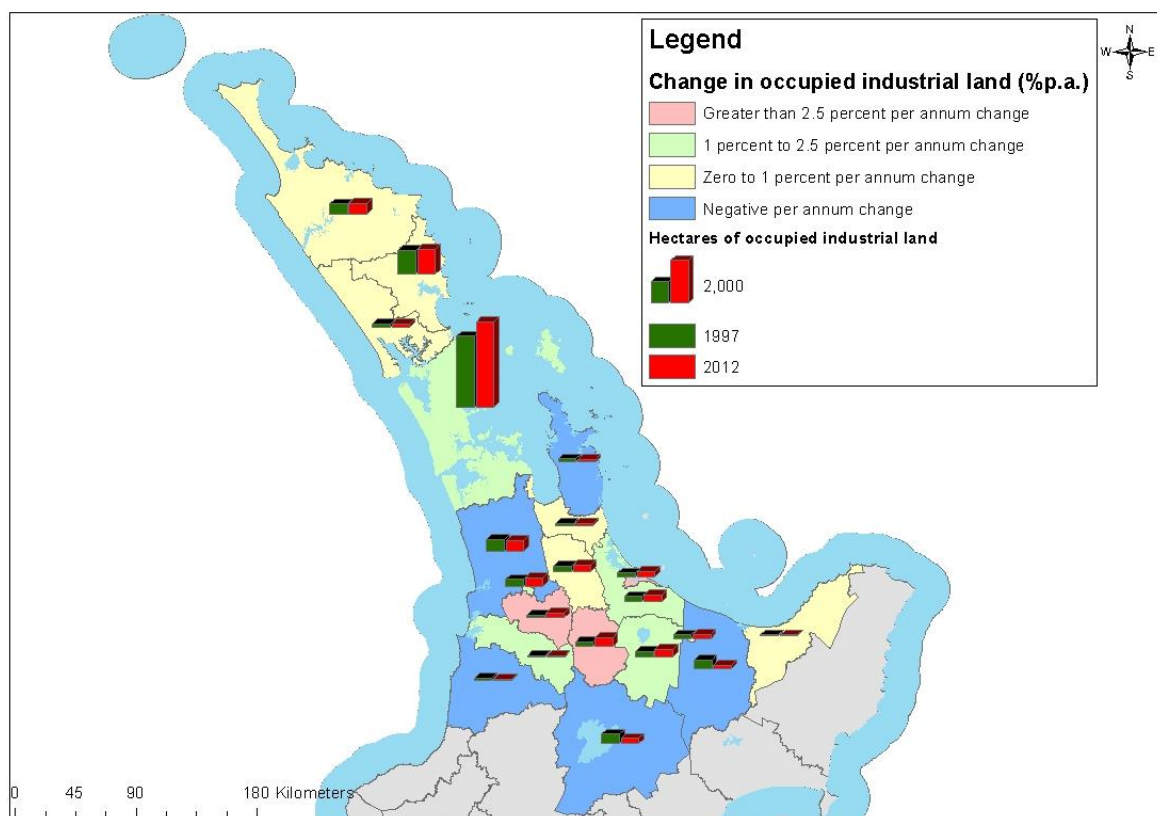 Legend
Change in occupied industrial land (%p.a.)
Greater than 2.5 percent per annum change
1 percent to 2.5 percent per annum change
Zero to 1 percent per annum change
Negative per annum change
Hectares of occupied industrial land
2,000
1997
2012
N
W E
S
0 45 90 180 Kilometers